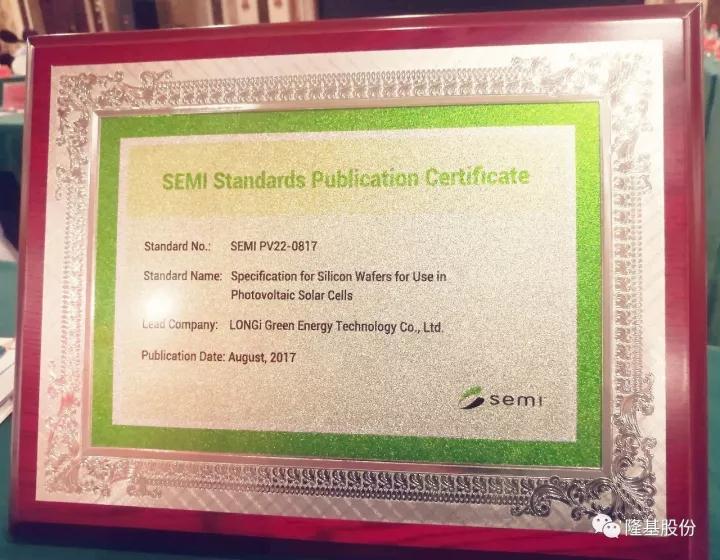 SEMI Standards Publication Certificate
Standard No.: SEMI PV22-0817
Standard Name: Specification for Silicon Wafers for Use in
Photovoltaic Solar Cells
Lead Company: LONGi Green Energy Technology Co., Ltd.
Publication Date: August, 2017
semi
隆基股份